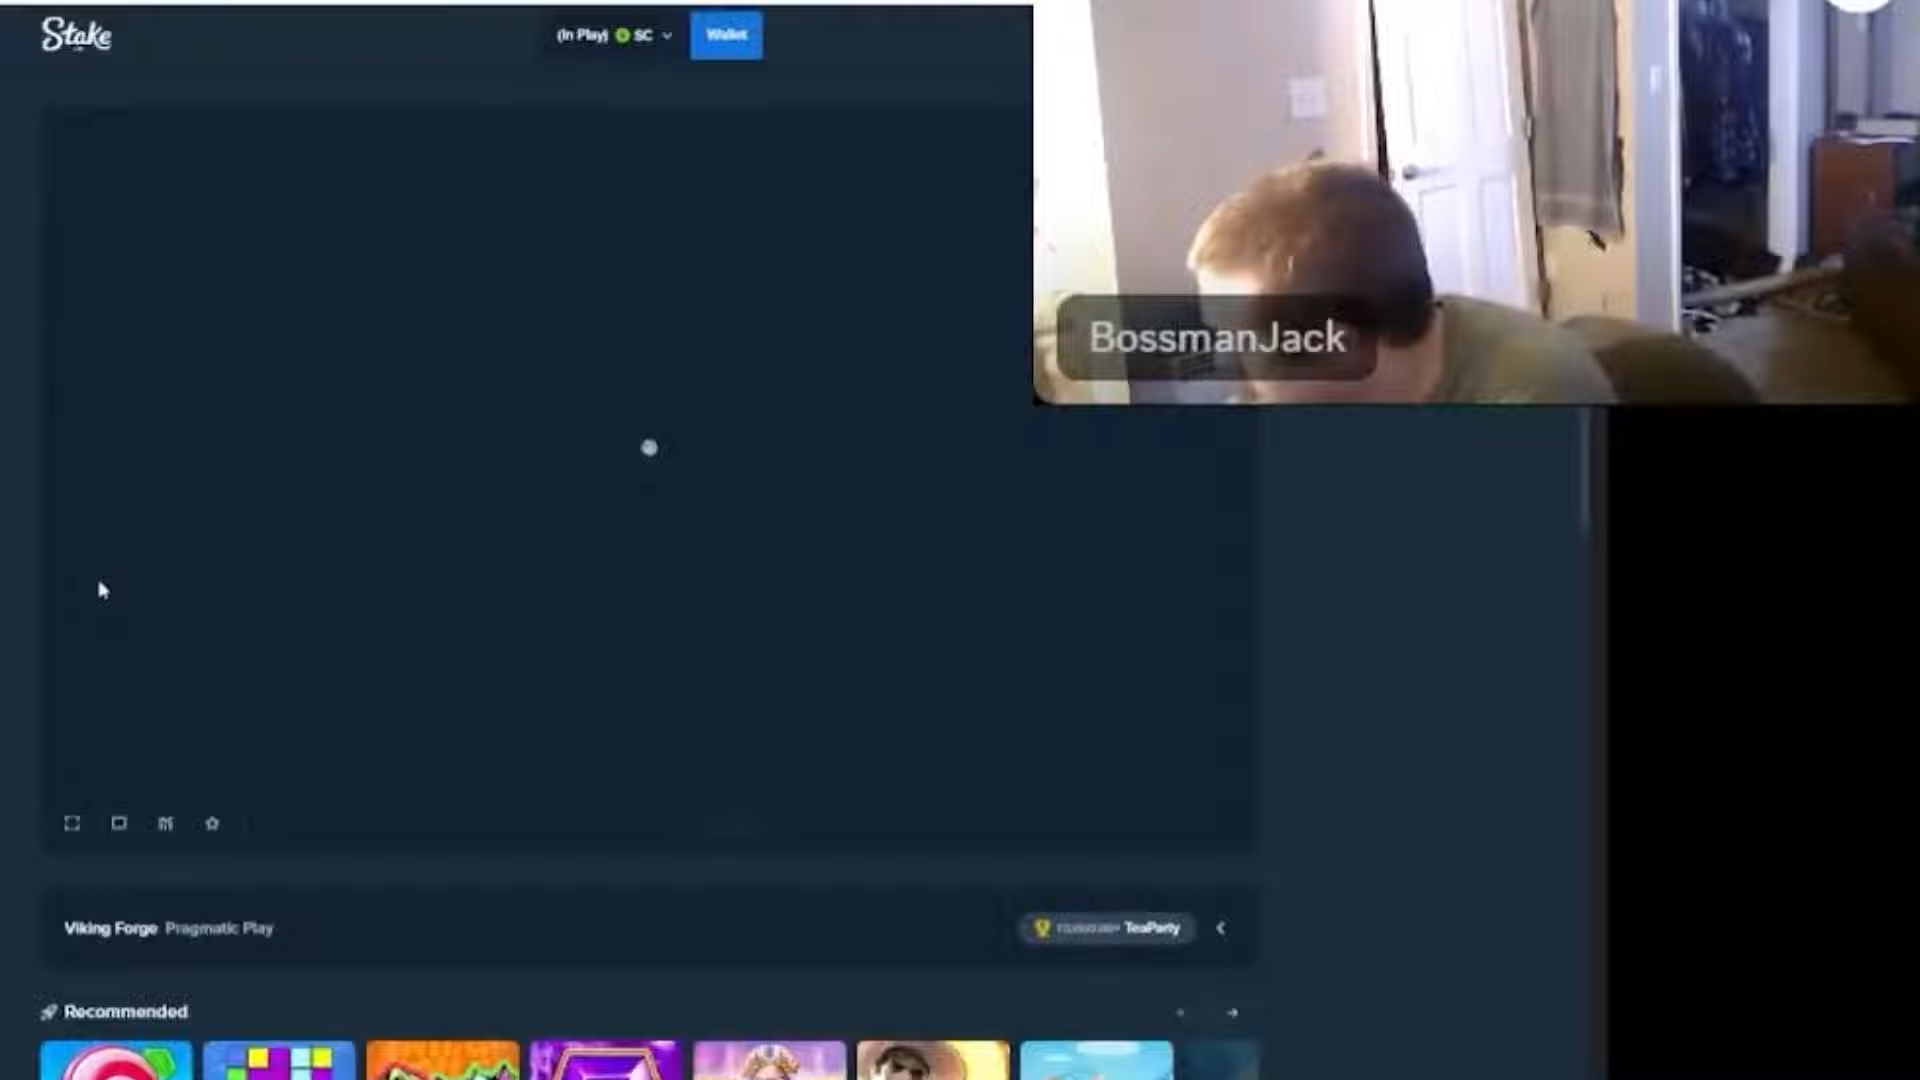 Stake
(In Play) SC
Wallet
BossmanJack
Viking Forge Pragmatic Play
TeaParty
Recommended